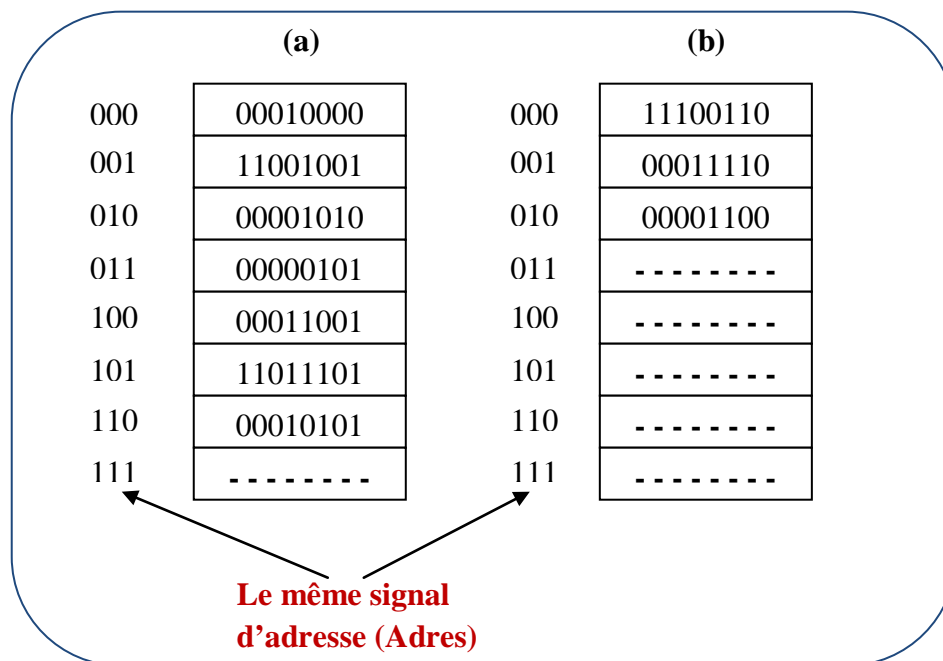 (a) (b)
000 00010000 000 11100110
001 11001001 001 00011110
010 00001010 010 00001100
011 00000101 011 - - - - - - - -
100 00011001 100 - - - - - - - -
101 11011101 101 - - - - - - - -
110 00010101 110 - - - - - - - -
111 - - - - - - - - 111 - - - - - - - -
Le même signal
d’adresse (Adres)